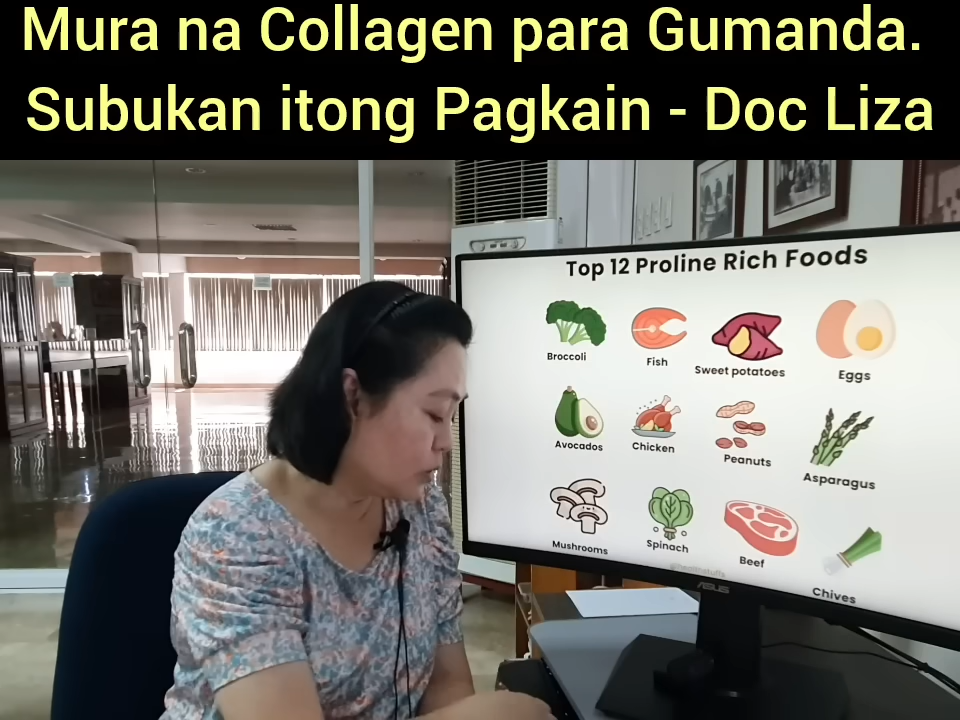 Mura na Collagen para Gumanda.
Subukan itong Pagkain - Doc Liza
Top 12 Proline Rich Foods
Broccoli
Fish
Sweet potatoes
Eggs
Avocados
Chicken
Peanuts
Asparagus
Mushrooms
Spinach
Beef
Chives
ASUS